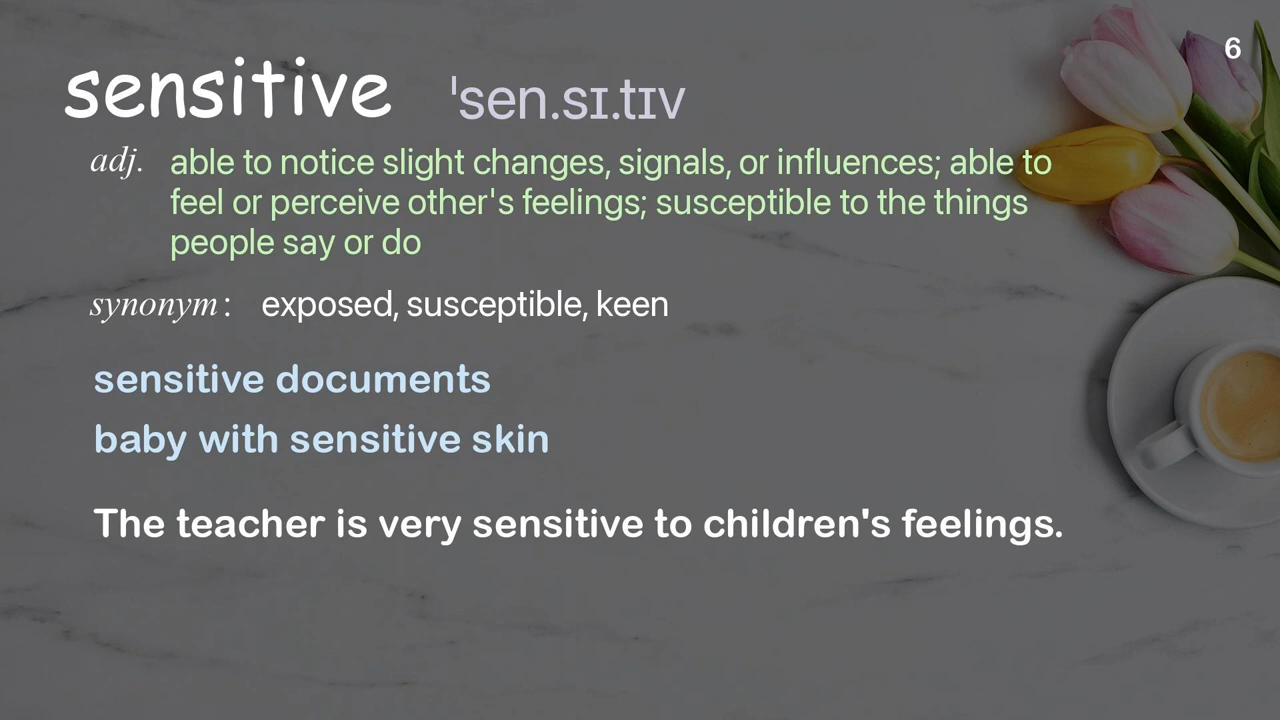 6
sensitive ˈsen.sɪ.tɪv
adj. able to notice slight changes, signals, or influences; able to
feel or perceive other's feelings; susceptible to the things
people say or do
synonym: exposed, susceptible, keen
sensitive documents
baby with sensitive skin
The teacher is very sensitive to children's feelings.